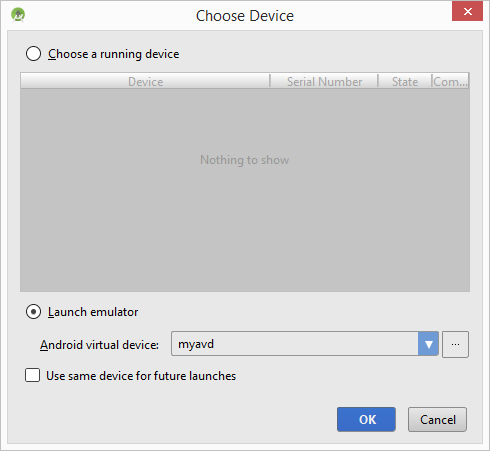 Choose Device
Choose a running device
Device Serial Number State Com...
Nothing to show
Launch emulator
Android virtual device: myavd ...
Use same device for future launches
OK Cancel